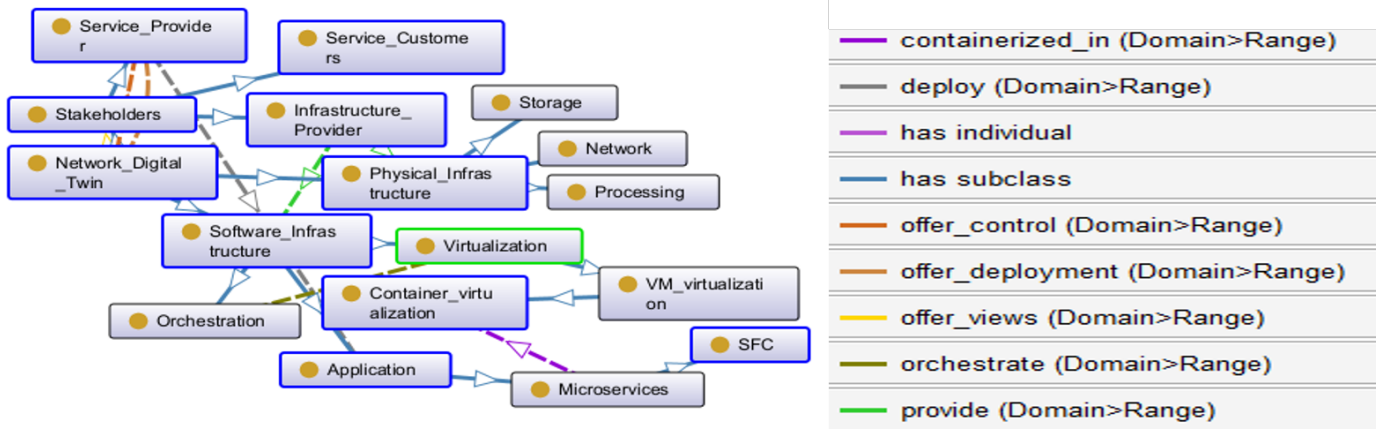 Service_Provide
r
Service_Custome
rs
Stakeholders
Infrastructure_
Provider
Storage
Network
Network_Digital
_Twin
Physical_Infras
tructure
Processing
Software_Infras
tructure
Virtualization
Container_virtu
alization
VM_virtualizati
on
Orchestration
SFC
Application
Microservices
containerized_in (Domain>Range)
deploy (Domain>Range)
has individual
has subclass
offer_control (Domain>Range)
offer_deployment (Domain>Range)
offer_views (Domain>Range)
orchestrate (Domain>Range)
provide (Domain>Range)